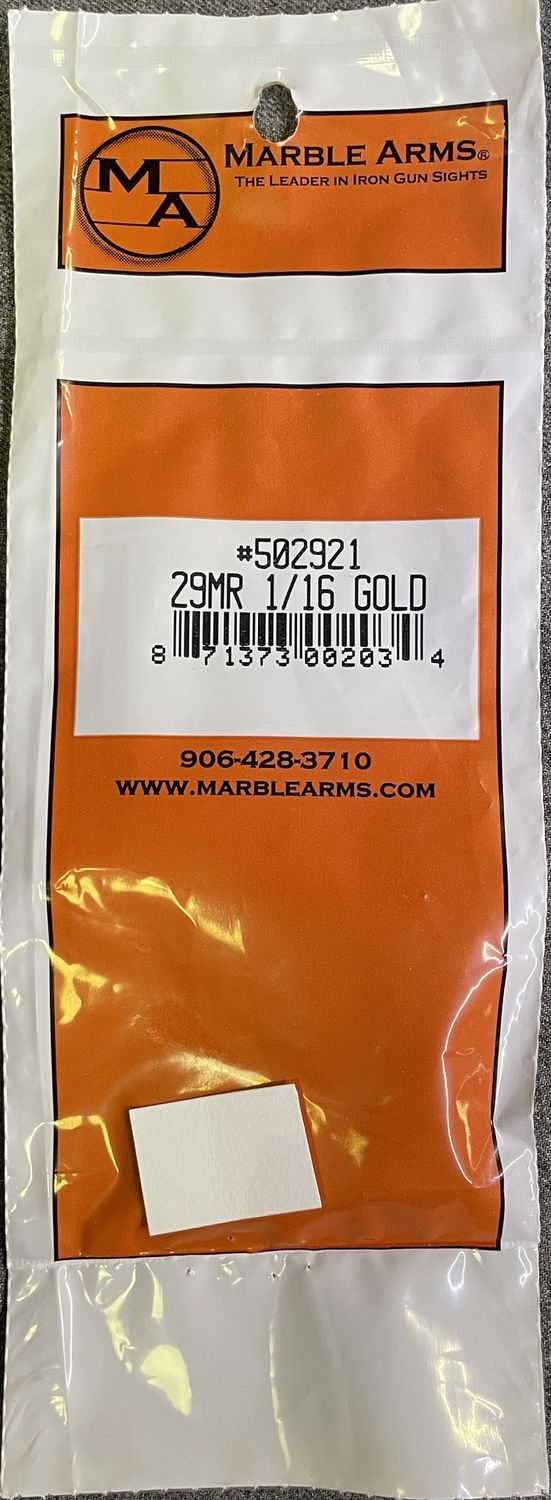 MA
MARBLE ARMS®
THE LEADER IN IRON GUN SIGHTS
#502921
29MR 1/16 GOLD
8 71373 00203 4
906-428-3710
WWW.MARBLEARMS.COM